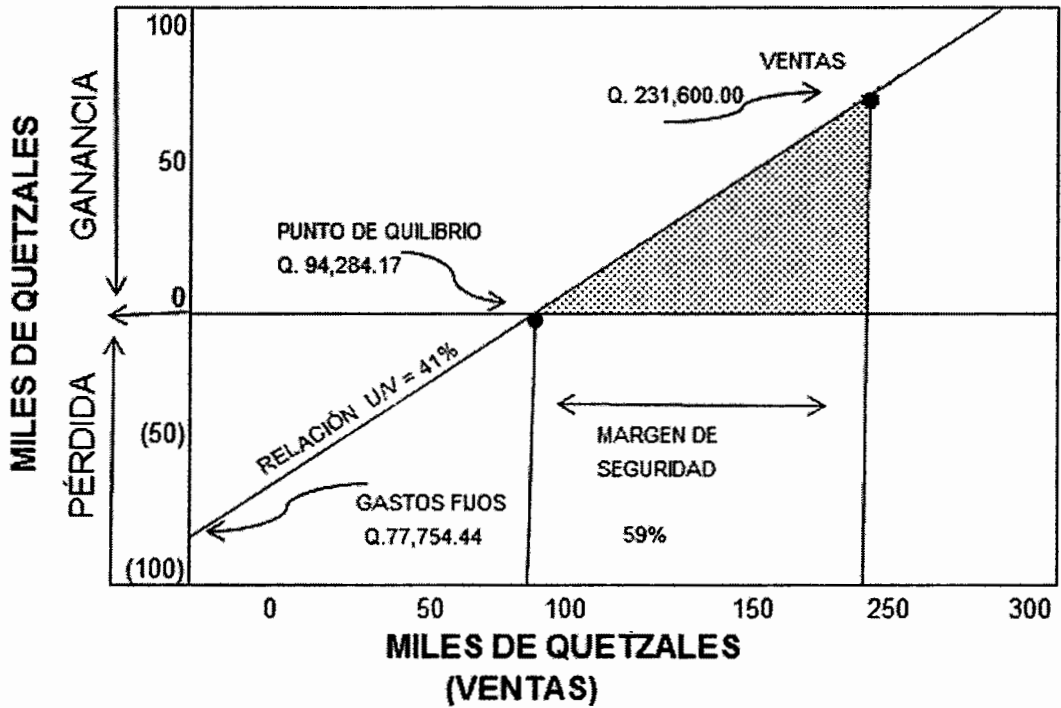 MILES DE QUETZALES
GANANCIA
PÉRDIDA
100
50
0
(50)
(100)
VENTAS
Q. 231,600.00
PUNTO DE QUILIBRIO
Q. 94,284.17
RELACIÓN U/V = 41%
GASTOS FIJOS
Q.77,754.44
MARGEN DE
SEGURIDAD
59%
0 50 100 150 250 300
MILES DE QUETZALES
(VENTAS)